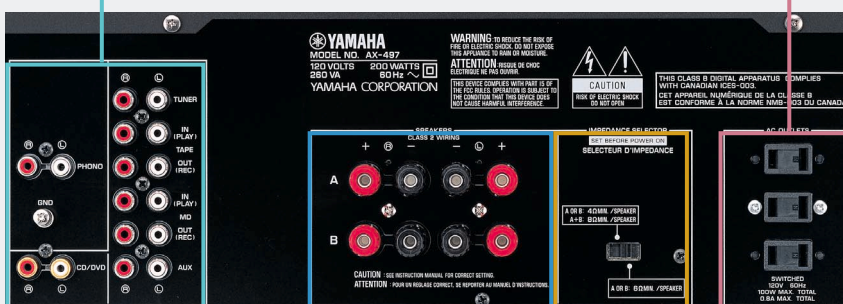 YAMAHA
MODEL NO. AX-497
120 VOLTS 200 WATTS
260 VA 60Hz
YAMAHA CORPORATION
WARNING: TO REDUCE THE RISK OF
FIRE OR ELECTRIC SHOCK. DO NOT EXPOSE
THIS APPLIANCE TO RAIN OR MOISTURE.
ATTENTION: RISQUE DE CHOC
ELECTRIQUE NE PAS OUVRIR.
THIS DEVICE COMPLIES WITH PART 15 OF
THE FCC RULES. OPERATION IS SUBJECT TO
THE CONDITION THAT THIS DEVICE DOES
NOT CAUSE HARMFUL INTERFERENCE.
CAUTION
RISK OF ELECTRIC SHOCK
DO NOT OPEN
THIS CLASS B DIGITAL APPARATUS COMPLIES
WITH CANADIAN ICES-003.
CET APPAREIL NUMÉRIQUE DE LA CLASSE B
EST CONFORME À LA NORME NMB-003 DU CANADA
R L
TUNER
IN
(PLAY)
TAPE
OUT
(REC)
IN
(PLAY)
MD
OUT
(REC)
AUX
R L
R L
PHONO
GND
CD/DVD
R L
SPEAKERS
CLASS 2 WIRING
+ R − − L +
A
B
CAUTION : SEE INSTRUCTION MANUAL FOR CORRECT SETTING.
ATTENTION : POUR UN REGLAGE CORRECT, SE REPORTER AU MANUEL D'INSTRUCTIONS.
IMPEDANCE SELECTOR
SET BEFORE POWER ON
SELECTEUR D'IMPEDANCE
A OR B: 4ΩMIN. /SPEAKER
A+B: 8ΩMIN. /SPEAKER
A OR B: 6ΩMIN. /SPEAKER
AC OUTLETS
SWITCHED
120V 60Hz
100W MAX. TOTAL
0.8A MAX. TOTAL